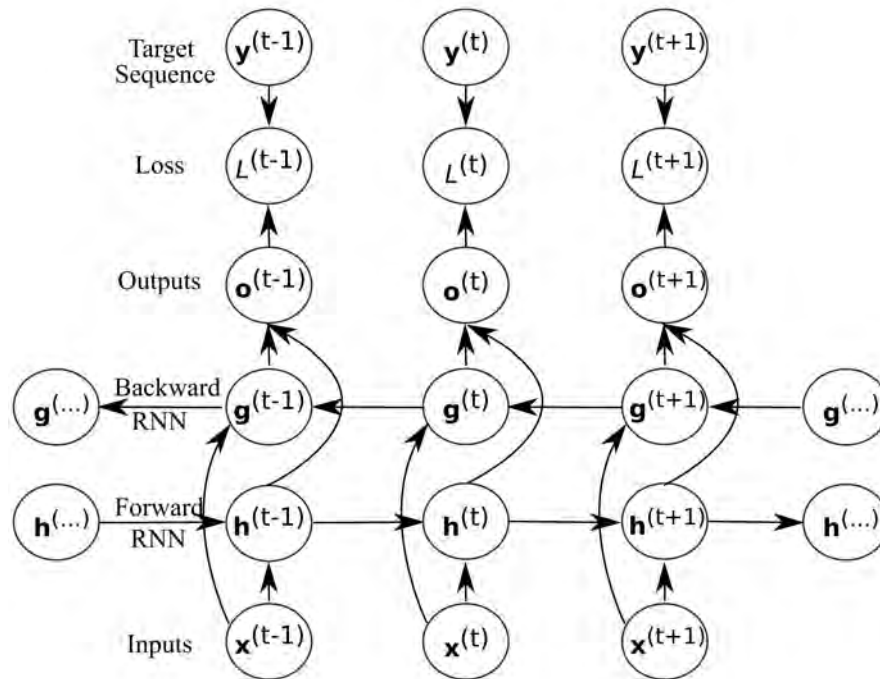 Target Sequence y(t-1) y(t) y(t+1)
Loss L(t-1) L(t) L(t+1)
Outputs o(t-1) o(t) o(t+1)
g(...) Backward RNN g(t-1) g(t) g(t+1) g(...)
h(...) Forward RNN h(t-1) h(t) h(t+1) h(...)
Inputs x(t-1) x(t) x(t+1)